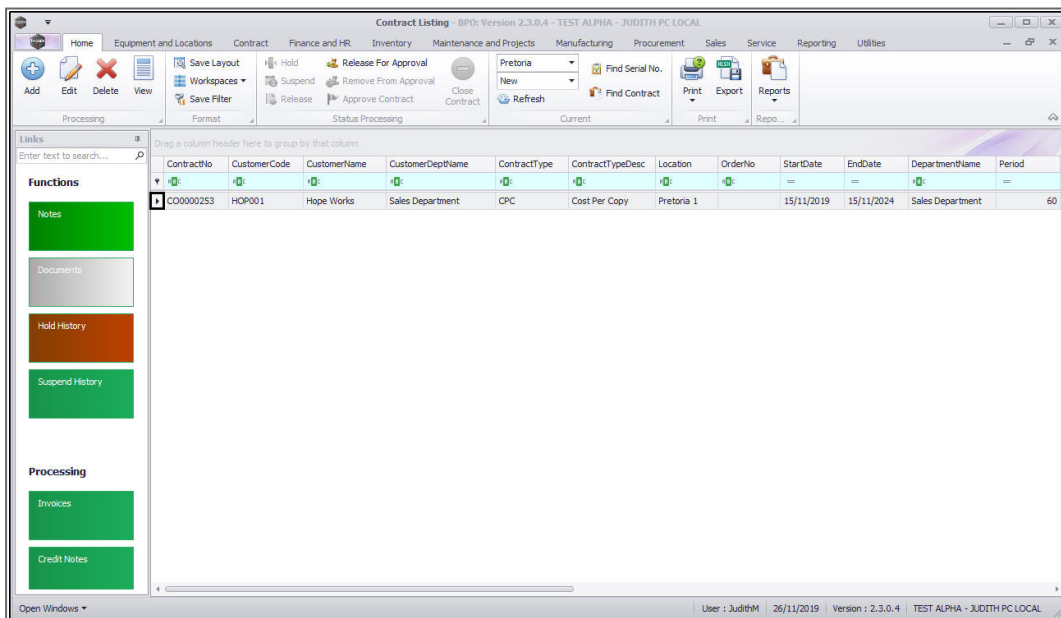 Contract Listing - BPO: Version 2.3.0.4 - TEST ALPHA - JUDITH PC LOCAL
Home Equipment and Locations Contract Finance and HR Inventory Maintenance and Projects Manufacturing Procurement Sales Service Reporting Utilities
Add Edit Delete View
Processing
Save Layout
Workspaces
Save Filter
Format
Hold Release For Approval
Suspend Remove From Approval
Release Approve Contract
Close Contract
Status Processing
Pretoria
New
Refresh
Find Serial No.
Find Contract
Current
Print Export
Print
Reports
Repo...
Links
Enter text to search...
Drag a column header here to group by that column
ContractNo CustomerCode CustomerName CustomerDeptName ContractType ContractTypeDesc Location OrderNo StartDate EndDate DepartmentName Period
CO0000253 HOP001 Hope Works Sales Department CPC Cost Per Copy Pretoria 1 15/11/2019 15/11/2024 Sales Department 60
Functions
Notes
Documents
Hold History
Suspend History
Processing
Invoices
Credit Notes
Open Windows User : JudithM 26/11/2019 Version : 2.3.0.4 TEST ALPHA - JUDITH PC LOCAL